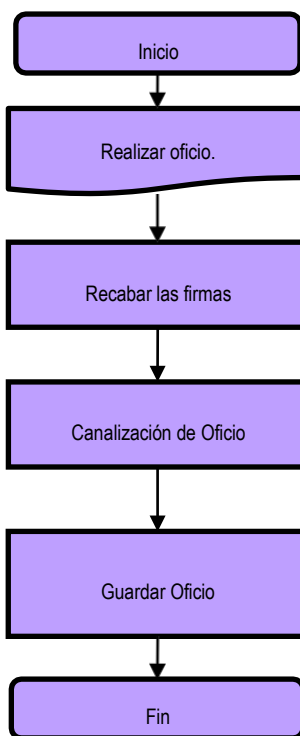 Inicio
Realizar oficio.
Recabar las firmas
Canalización de Oficio
Guardar Oficio
Fin